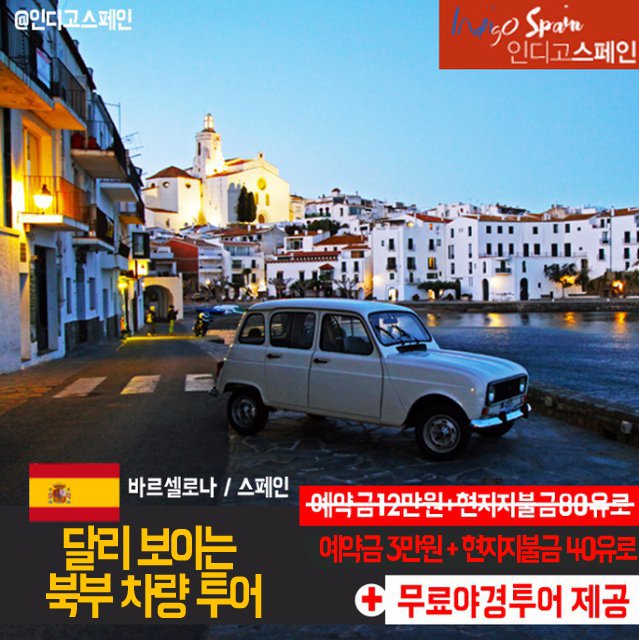 @인디고스페인
Indigo Spain
인디고스페인
바르셀로나 / 스페인
예약금12만원+현지지불금80유로
달리 보이는
예약금 3만원 + 현지지불금 40유로
북부 차량 투어
+ 무료야경투어 제공